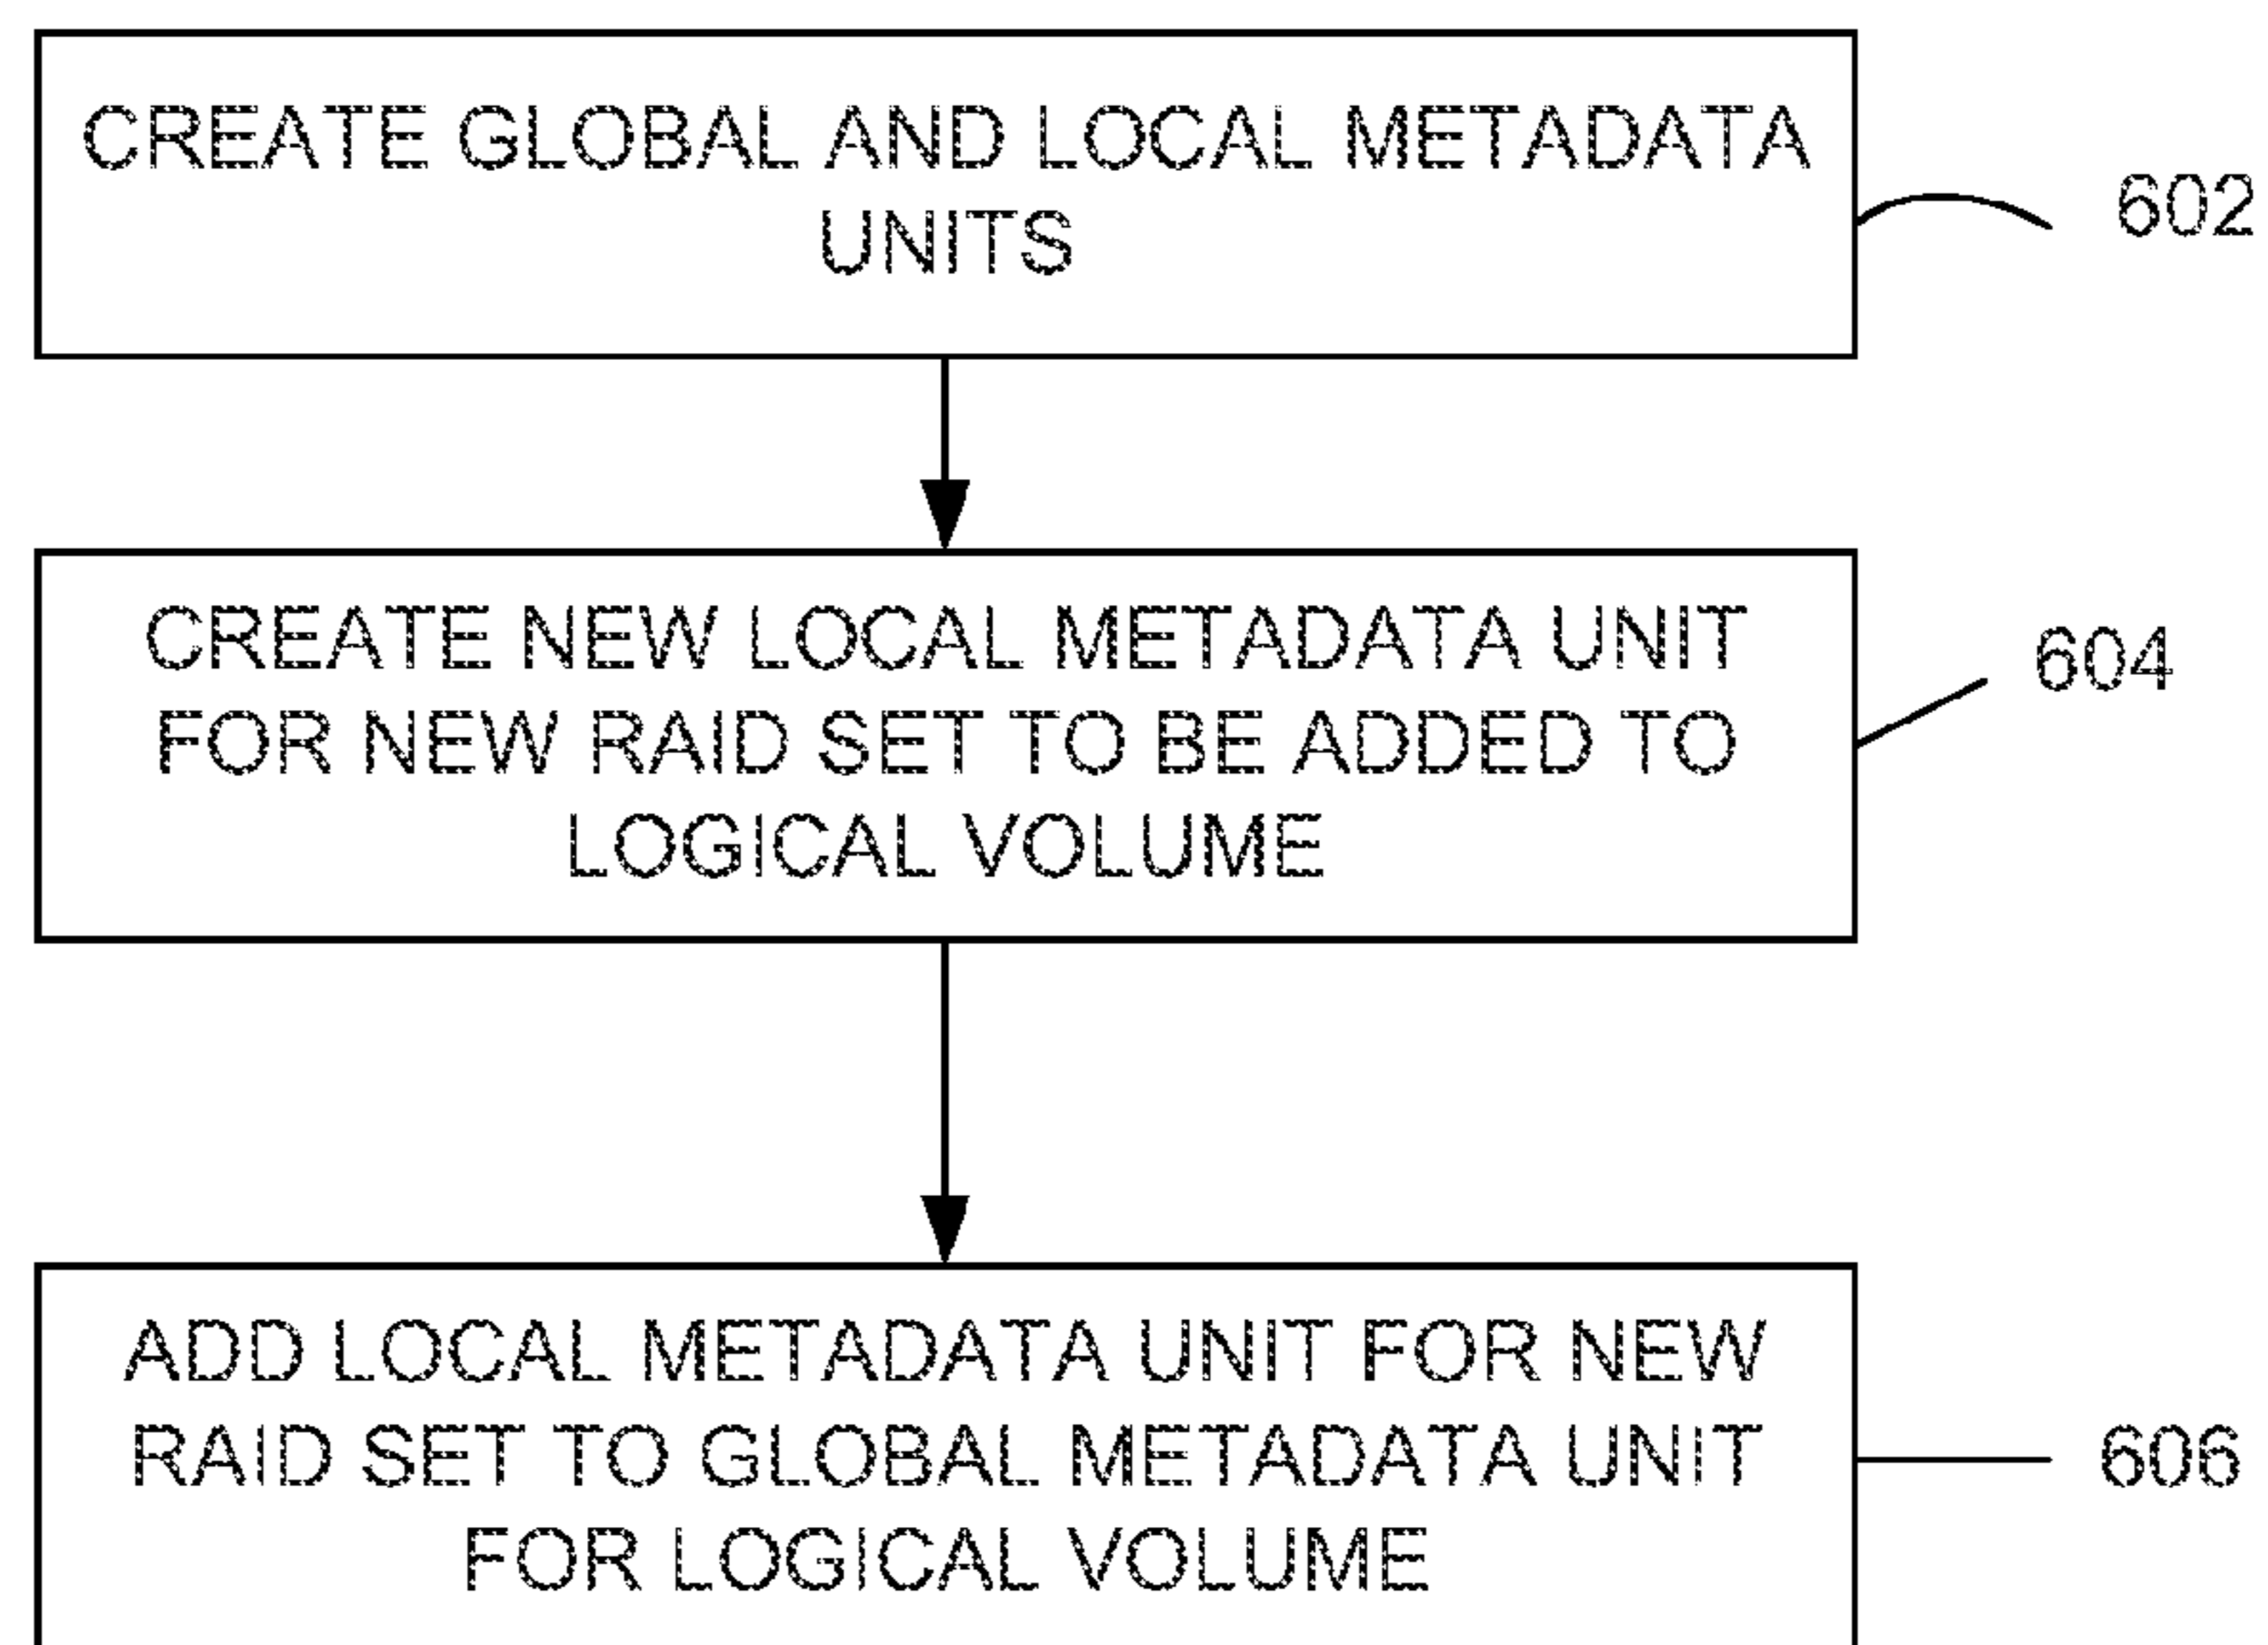 CREATE GLOBAL AND LOCAL METADATA
UNITS
602
CREATE NEW LOCAL METADATA UNIT
FOR NEW RAID SET TO BE ADDED TO
LOGICAL VOLUME
604
ADD LOCAL METADATA UNIT FOR NEW
RAID SET TO GLOBAL METADATA UNIT
FOR LOGICAL VOLUME
606